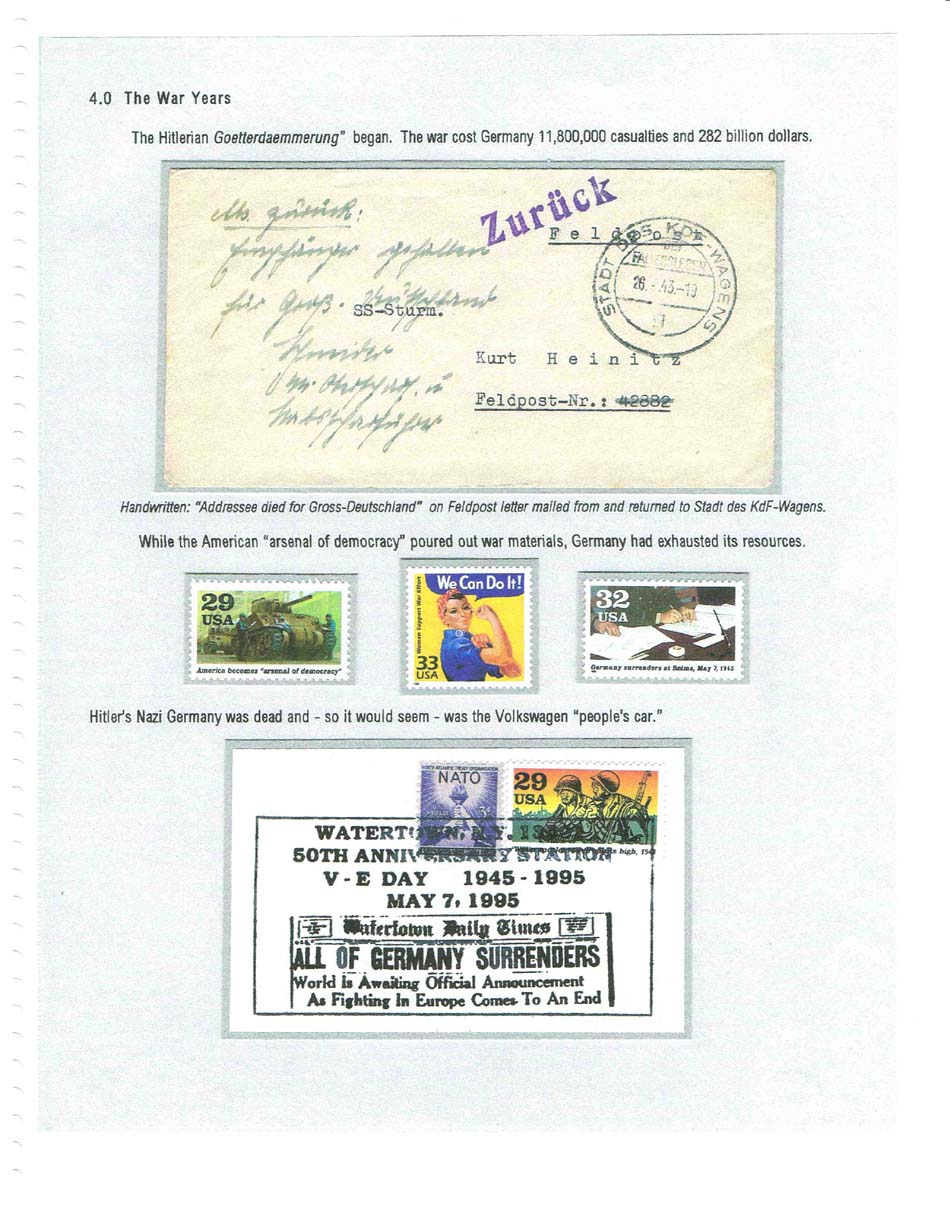 4.0 The War Years
The Hitlerian Goetterdaemmerung” began. The war cost Germany 11,800,000 casualties and 282 billion dollars.
Zurück
zurück:
Feldpost
STADT DES KDF-WAGENS
BEI
FALLERSLEBEN
26. - .43.-19
Empfänger gefallen
für Groß-Deutschland
SS-Sturm.
Schneider
Kurt Heinitz
Feldpost-Nr.: 42882
Handwritten: “Addressee died for Gross-Deutschland” on Feldpost letter mailed from and returned to Stadt des KdF-Wagens.
While the American “arsenal of democracy” poured out war materials, Germany had exhausted its resources.
29
USA
America becomes “arsenal of democracy”
We Can Do It!
Women Support War Effort
33
USA
32
USA
Germany surrenders at Reims, May 7, 1945
Hitler's Nazi Germany was dead and - so it would seem - was the Volkswagen “people's car.”
NORTH ATLANTIC TREATY ORGANIZATION
NATO
3¢
29
USA
high, 194
WATERTOWN, N.Y.
50TH ANNIVERSARY STATION
V-E DAY 1945-1995
MAY 7, 1995
Watertown Daily Times
ALL OF GERMANY SURRENDERS
World Is Awaiting Official Announcement
As Fighting In Europe Comes To An End